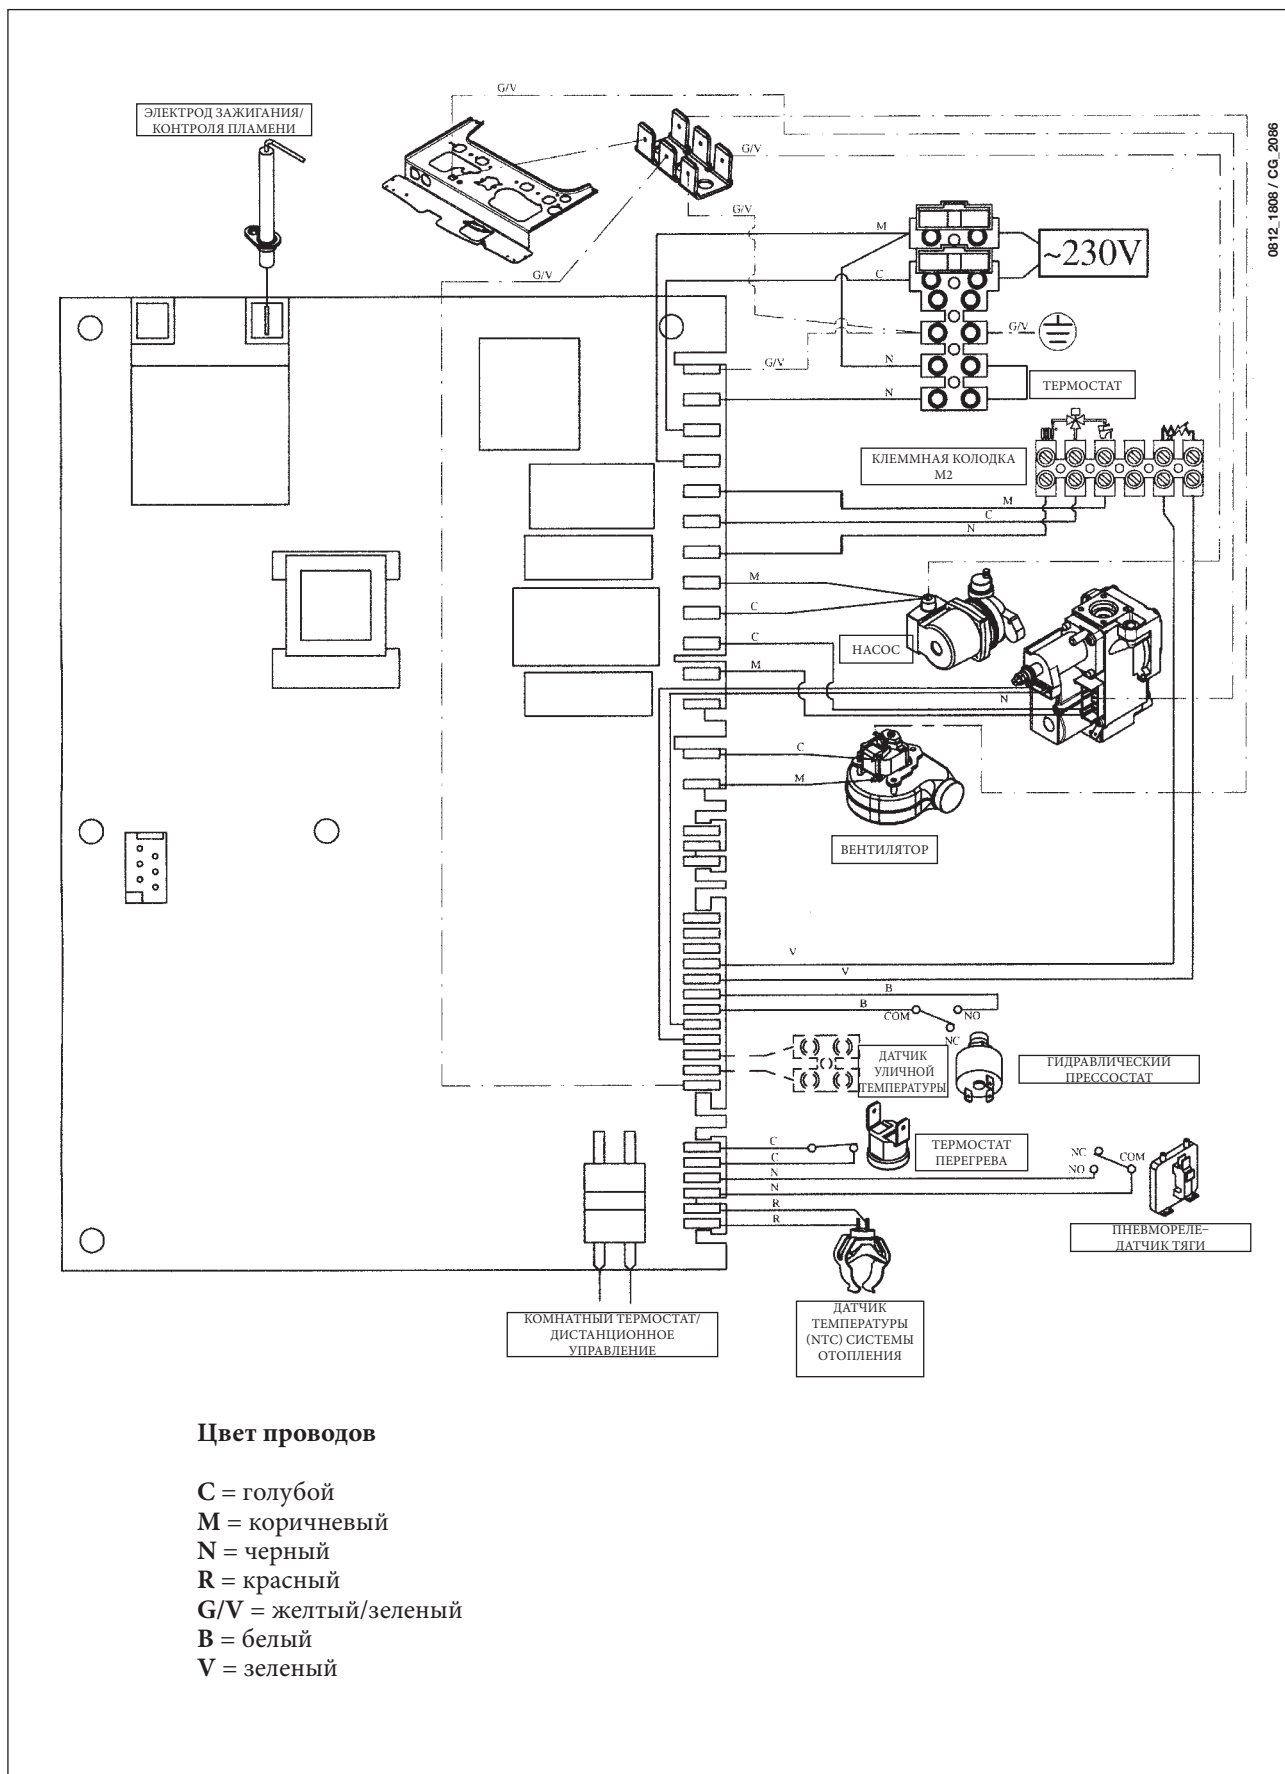 G/V
ЭЛЕКТРОД ЗАЖИГАНИЯ/
КОНТРОЛЯ ПЛАМЕНИ
0812_1808 / CG_2086
G/V
G/V
M
~230V
G/V
C
G/V
G/V
N
ТЕРМОСТАТ
N
КЛЕММНАЯ КОЛОДКА
M2
M
C
N
M
C
C
НАСОС
M
N
C
M
ВЕНТИЛЯТОР
V
V
B
B
COM
NO
NC
ДАТЧИК
УЛИЧНОЙ
ТЕМПЕРАТУРЫ
ГИДРАВЛИЧЕСКИЙ
ПРЕССОСТАТ
C
C
ТЕРМОСТАТ
ПЕРЕГРЕВА
NC
COM
NO
N
N
R
R
ПНЕВМОРЕЛЕ–
ДАТЧИК ТЯГИ
КОМНАТНЫЙ ТЕРМОСТАТ/
ДИСТАНЦИОННОЕ
УПРАВЛЕНИЕ
ДАТЧИК
ТЕМПЕРАТУРЫ
(NTC) СИСТЕМЫ
ОТОПЛЕНИЯ
Цвет проводов
C = голубой
M = коричневый
N = черный
R = красный
G/V = желтый/зеленый
B = белый
V = зеленый